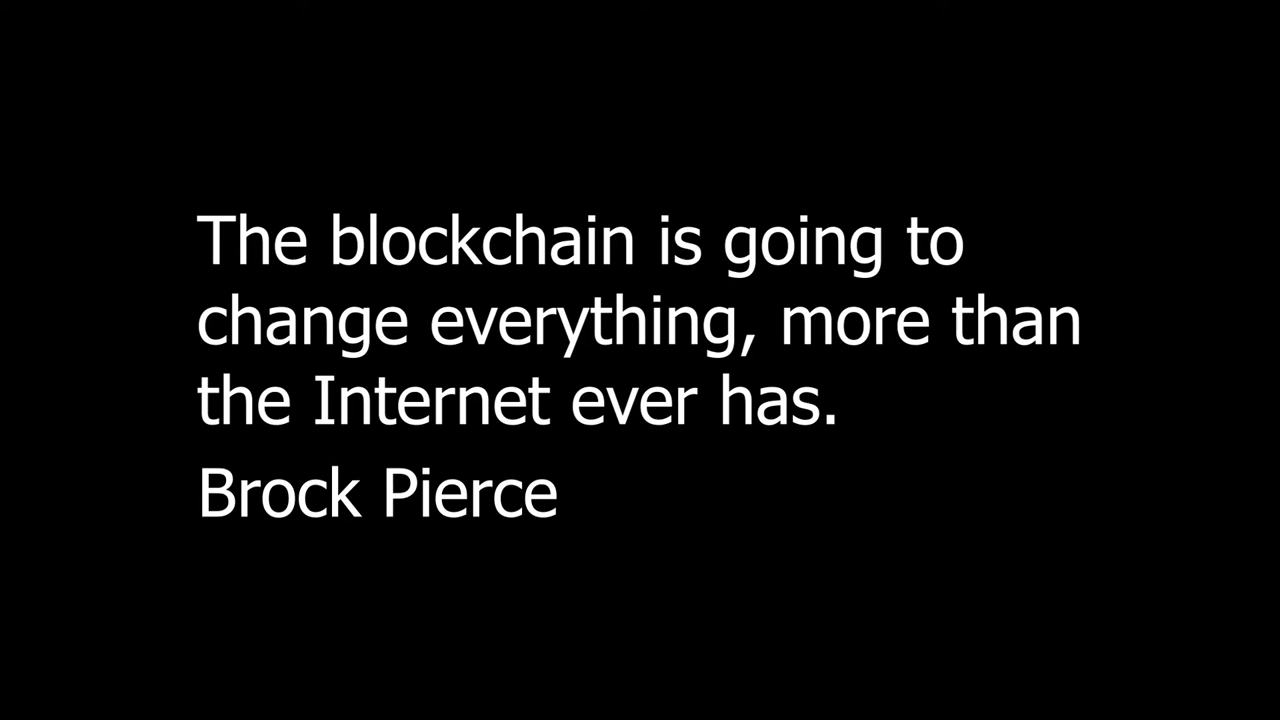 The blockchain is going to
change everything, more than
the Internet ever has.
Brock Pierce